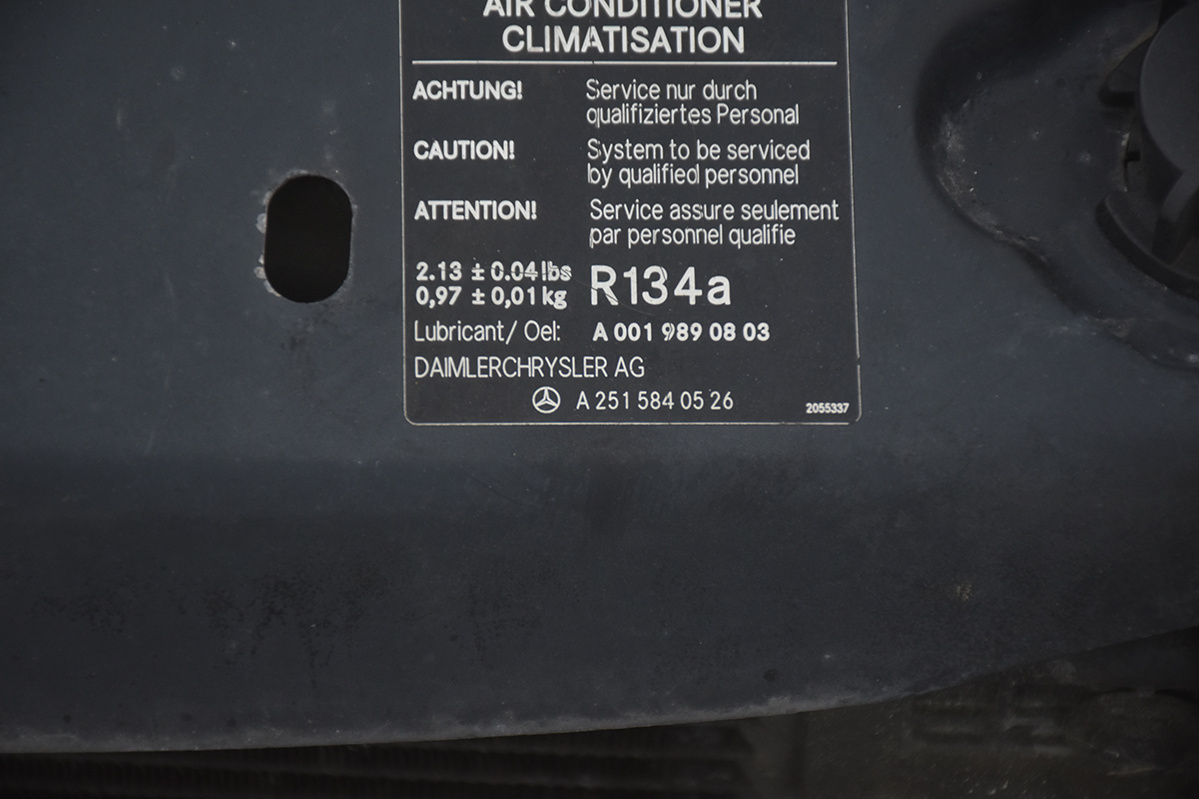 AIR CONDITIONER
CLIMATISATION
ACHTUNG! Service nur durch
qualifiziertes Personal
CAUTION! System to be serviced
by qualified personnel
ATTENTION! Service assure seulement
par personnel qualifie
2.13 ± 0.04 lbs R134a
0,97 ± 0,01 kg
Lubricant/ Oel: A 001 989 08 03
DAIMLERCHRYSLER AG
A 251 584 05 26 2055337